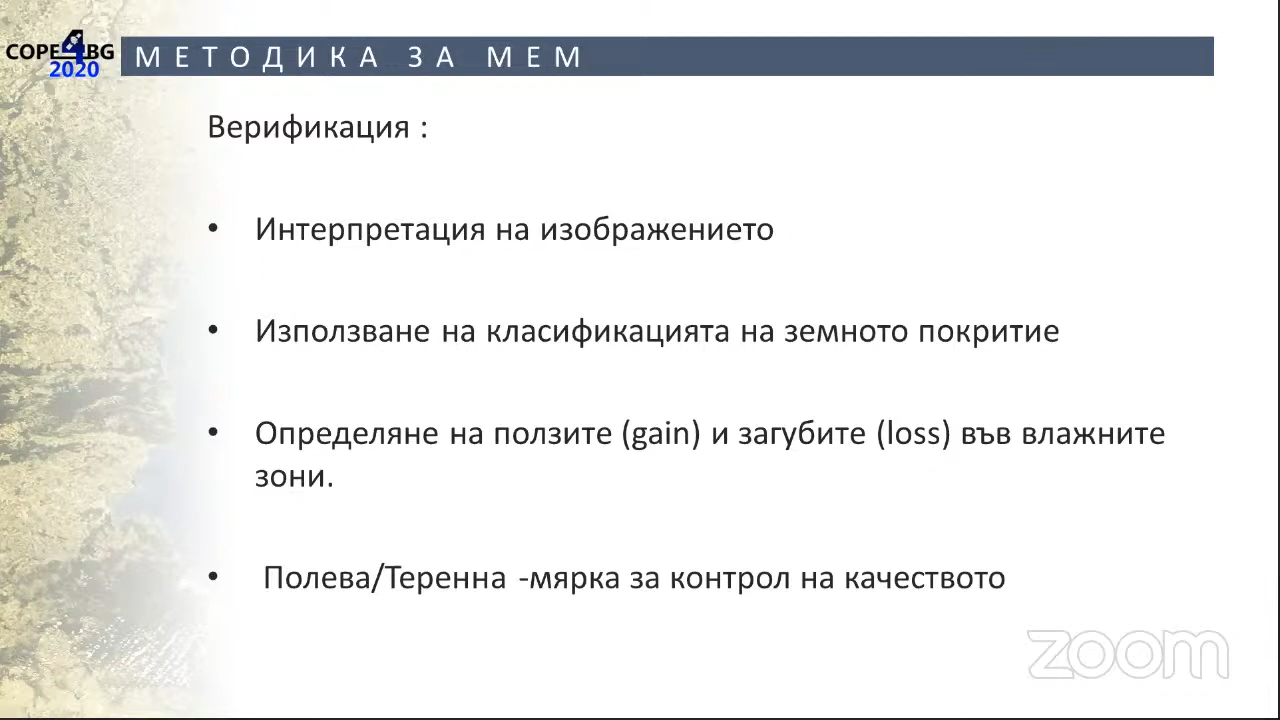 COPE4BG
2020
МЕТОДИКА ЗА МЕМ
Верификация :
• Интерпретация на изображението
• Използване на класификацията на земното покритие
• Определяне на ползите (gain) и загубите (loss) във влажните
зони.
• Полева/Теренна -мярка за контрол на качеството
zoom